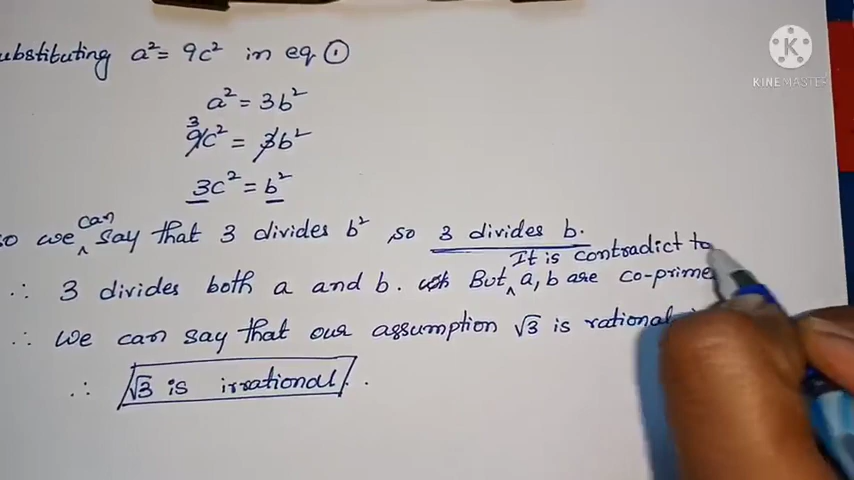 K
KINEMASTER
ubstituting a² = 9c² in eq ①
a² = 3b²
3
9c² = 3b²
3c² = b²
so we can say that 3 divides b², so 3 divides b.
It is contradict to
∴ 3 divides both a and b. But a, b are co-prime
∴ we can say that our assumption √3 is rational
∴ √3 is irrational.